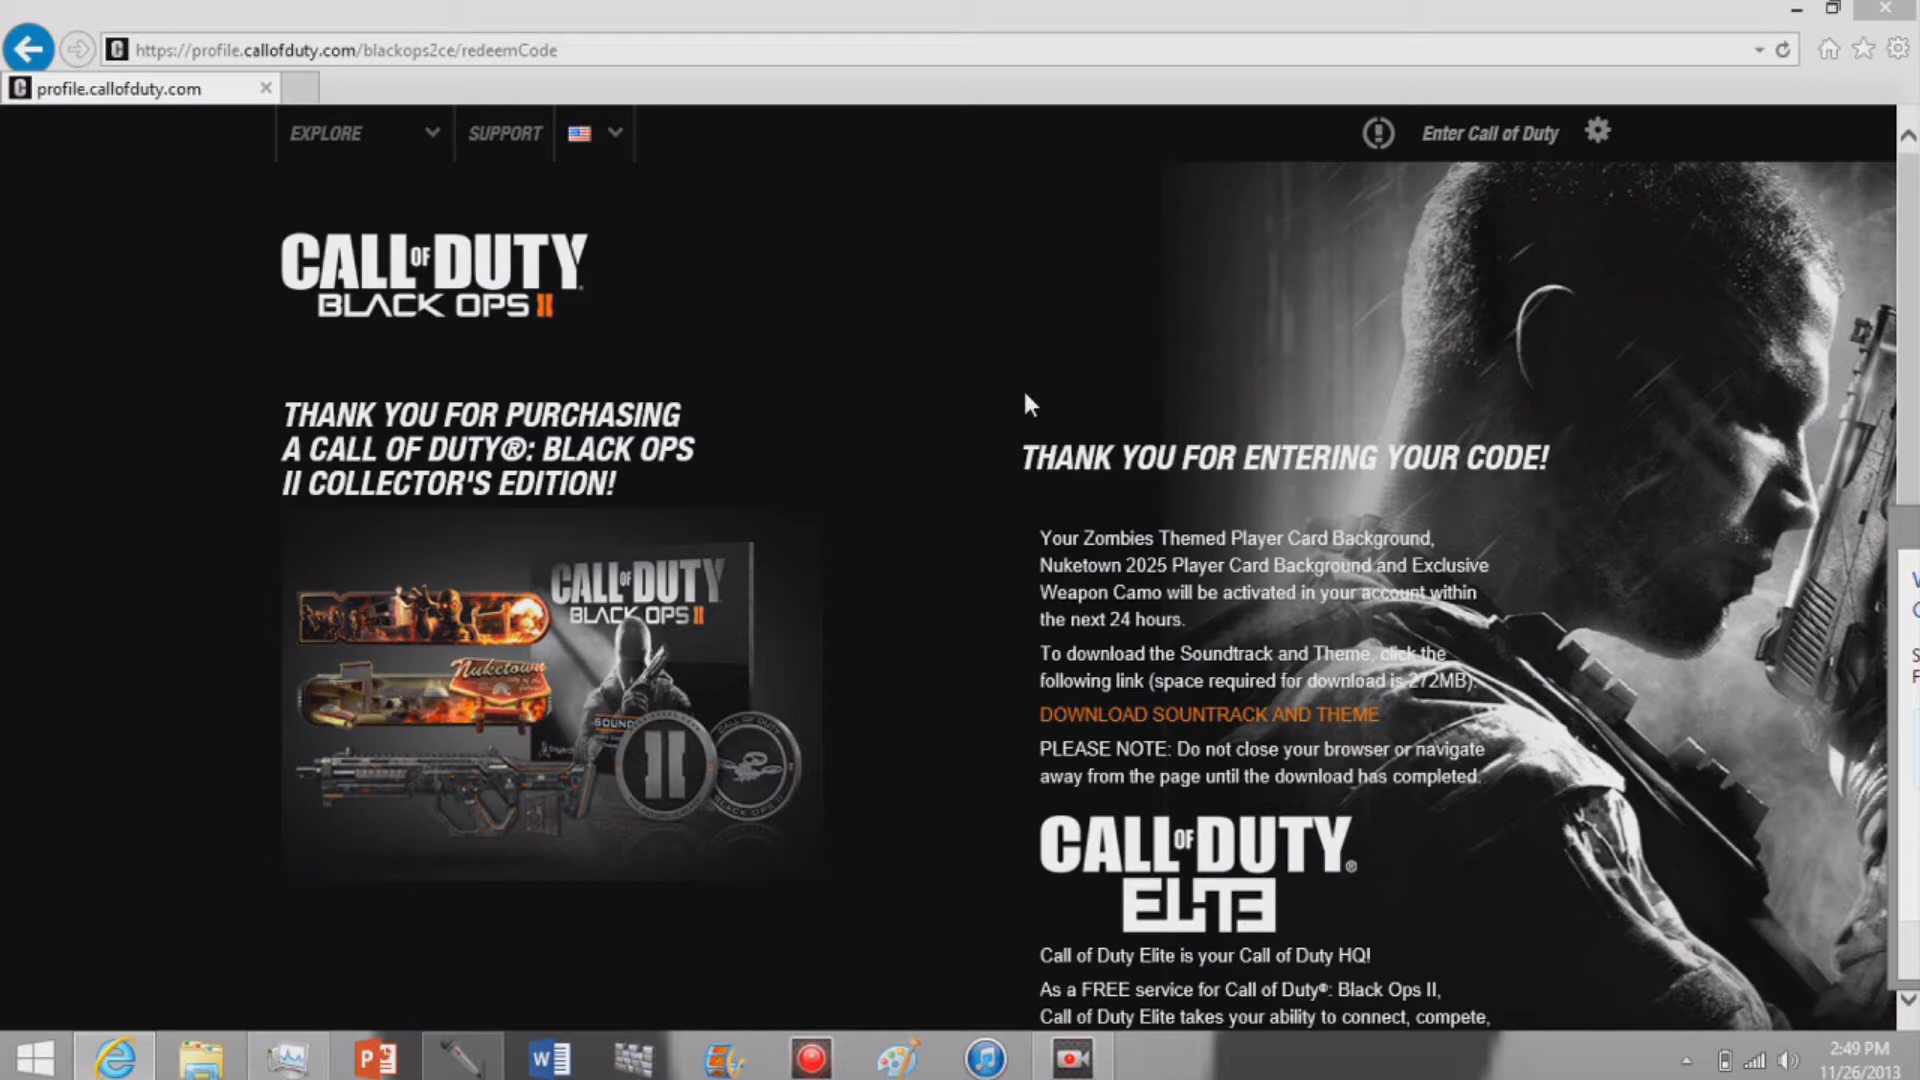 https://profile.callofduty.com/blackops2ce/redeemCode
profile.callofduty.com
EXPLORE
SUPPORT
Enter Call of Duty
CALL OF DUTY
BLACK OPS II
THANK YOU FOR PURCHASING
A CALL OF DUTY®: BLACK OPS
II COLLECTOR'S EDITION!
CALL OF DUTY
BLACK OPS II
Nuketown
THANK YOU FOR ENTERING YOUR CODE!
Your Zombies Themed Player Card Background,
Nuketown 2025 Player Card Background and Exclusive
Weapon Camo will be activated in your account within
the next 24 hours.
To download the Soundtrack and Theme, click the
following link (space required for download is 272MB).
DOWNLOAD SOUNTRACK AND THEME
PLEASE NOTE: Do not close your browser or navigate
away from the page until the download has completed.
CALL OF DUTY®
ELITE
Call of Duty Elite is your Call of Duty HQ!
As a FREE service for Call of Duty®: Black Ops II,
Call of Duty Elite takes your ability to connect, compete,
2:49 PM
11/26/2013